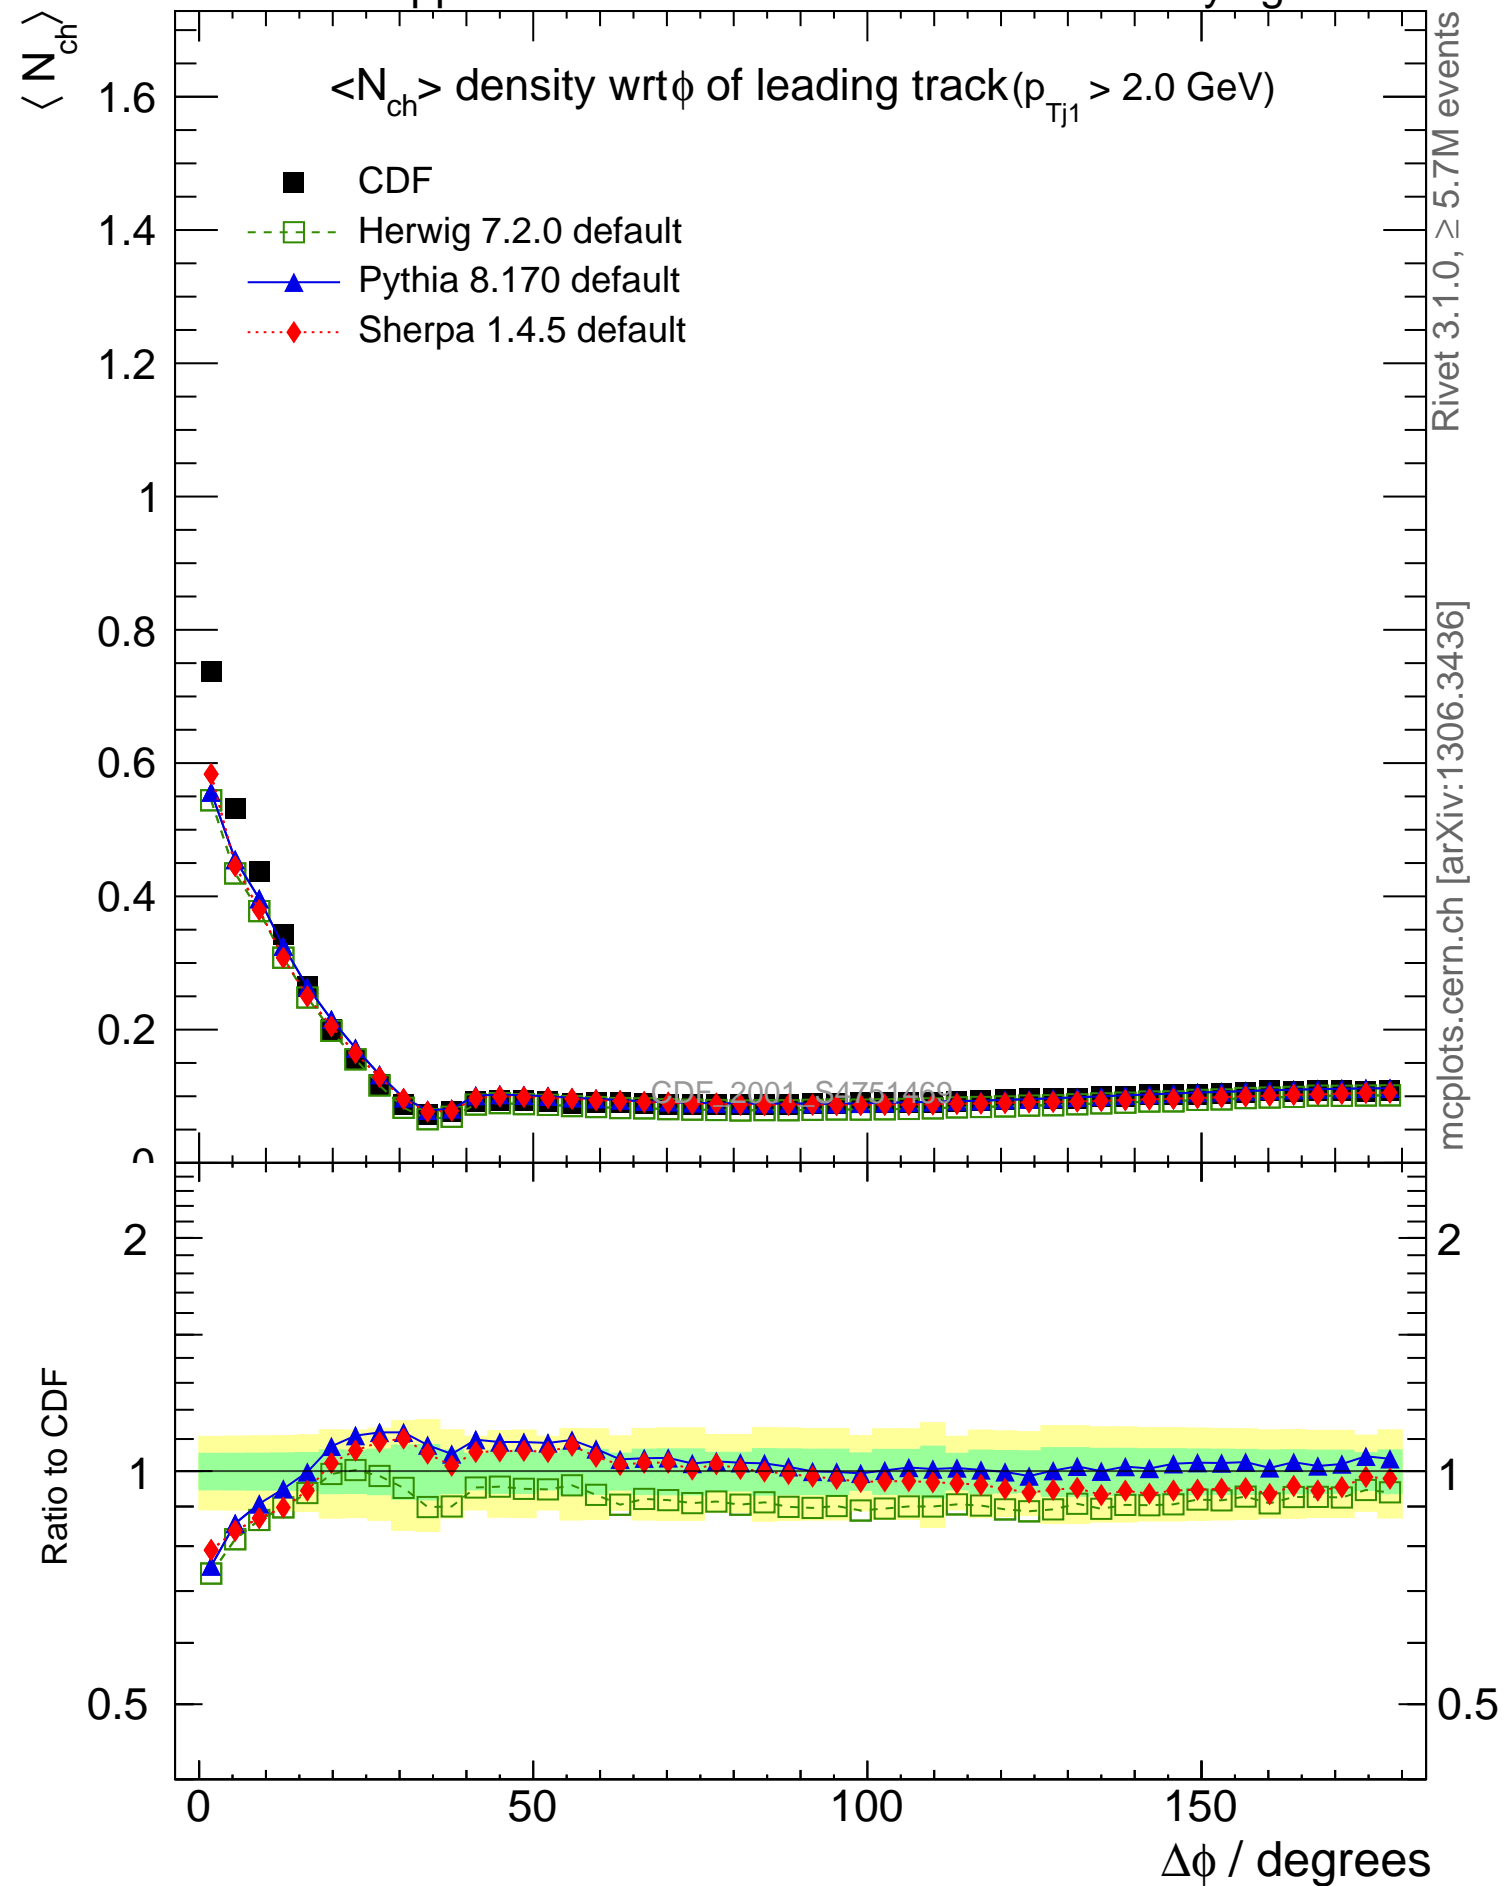 ⟨ N_ch ⟩
<N_ch> density wrt ϕ of leading track (p_Tj1 > 2.0 GeV)
CDF
Herwig 7.2.0 default
Pythia 8.170 default
Sherpa 1.4.5 default
1.6
1.4
1.2
1
0.8
0.6
0.4
0.2
0
CDF_2001_S4751469
Rivet 3.1.0, ≥ 5.7M events
mcplots.cern.ch [arXiv:1306.3436]
Ratio to CDF
2
1
0.5
2
1
0.5
0 50 100 150
Δϕ / degrees